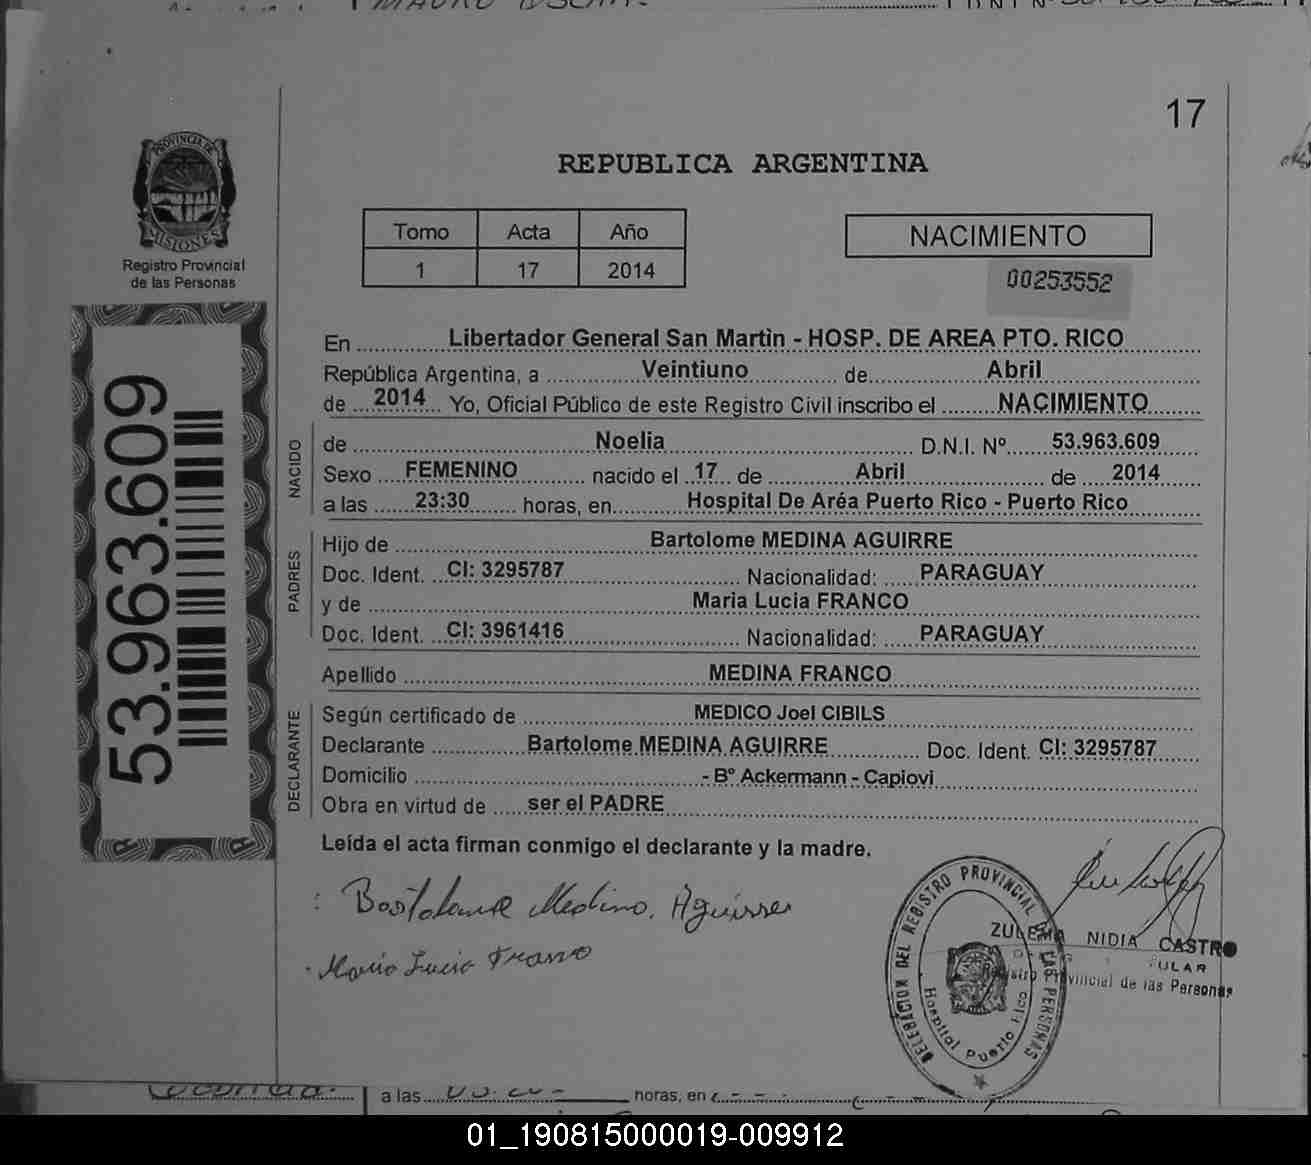 17
REPUBLICA ARGENTINA
PROVINCIA DE
MISIONES
Registro Provincial
de las Personas
Tomo Acta Año
1 17 2014
NACIMIENTO
00253552
53.963.609
En Libertador General San Martìn - HOSP. DE AREA PTO. RICO
República Argentina, a Veintiuno de Abril
de 2014 Yo, Oficial Público de este Registro Civil inscribo el NACIMIENTO
NACIDO
de Noelia D.N.I. Nº 53.963.609
Sexo FEMENINO nacido el 17 de Abril de 2014
a las 23:30 horas, en Hospital De Aréa Puerto Rico - Puerto Rico
PADRES
Hijo de Bartolome MEDINA AGUIRRE
Doc. Ident. CI: 3295787 Nacionalidad: PARAGUAY
y de Maria Lucia FRANCO
Doc. Ident. CI: 3961416 Nacionalidad: PARAGUAY
Apellido MEDINA FRANCO
DECLARANTE
Según certificado de MEDICO Joel CIBILS
Declarante Bartolome MEDINA AGUIRRE Doc. Ident. CI: 3295787
Domicilio - Bº Ackermann - Capiovi
Obra en virtud de ser el PADRE
Leída el acta firman conmigo el declarante y la madre.
Bartolome Medina Aguirre
Maria Lucia Franco
DELEGACION DEL REGISTRO PROVINCIAL DE LAS PERSONAS
Hospital Puerto Rico
ZULEMA NIDIA CASTRO
Registro Provincial de las Personas
a las horas, en
01_190815000019-009912